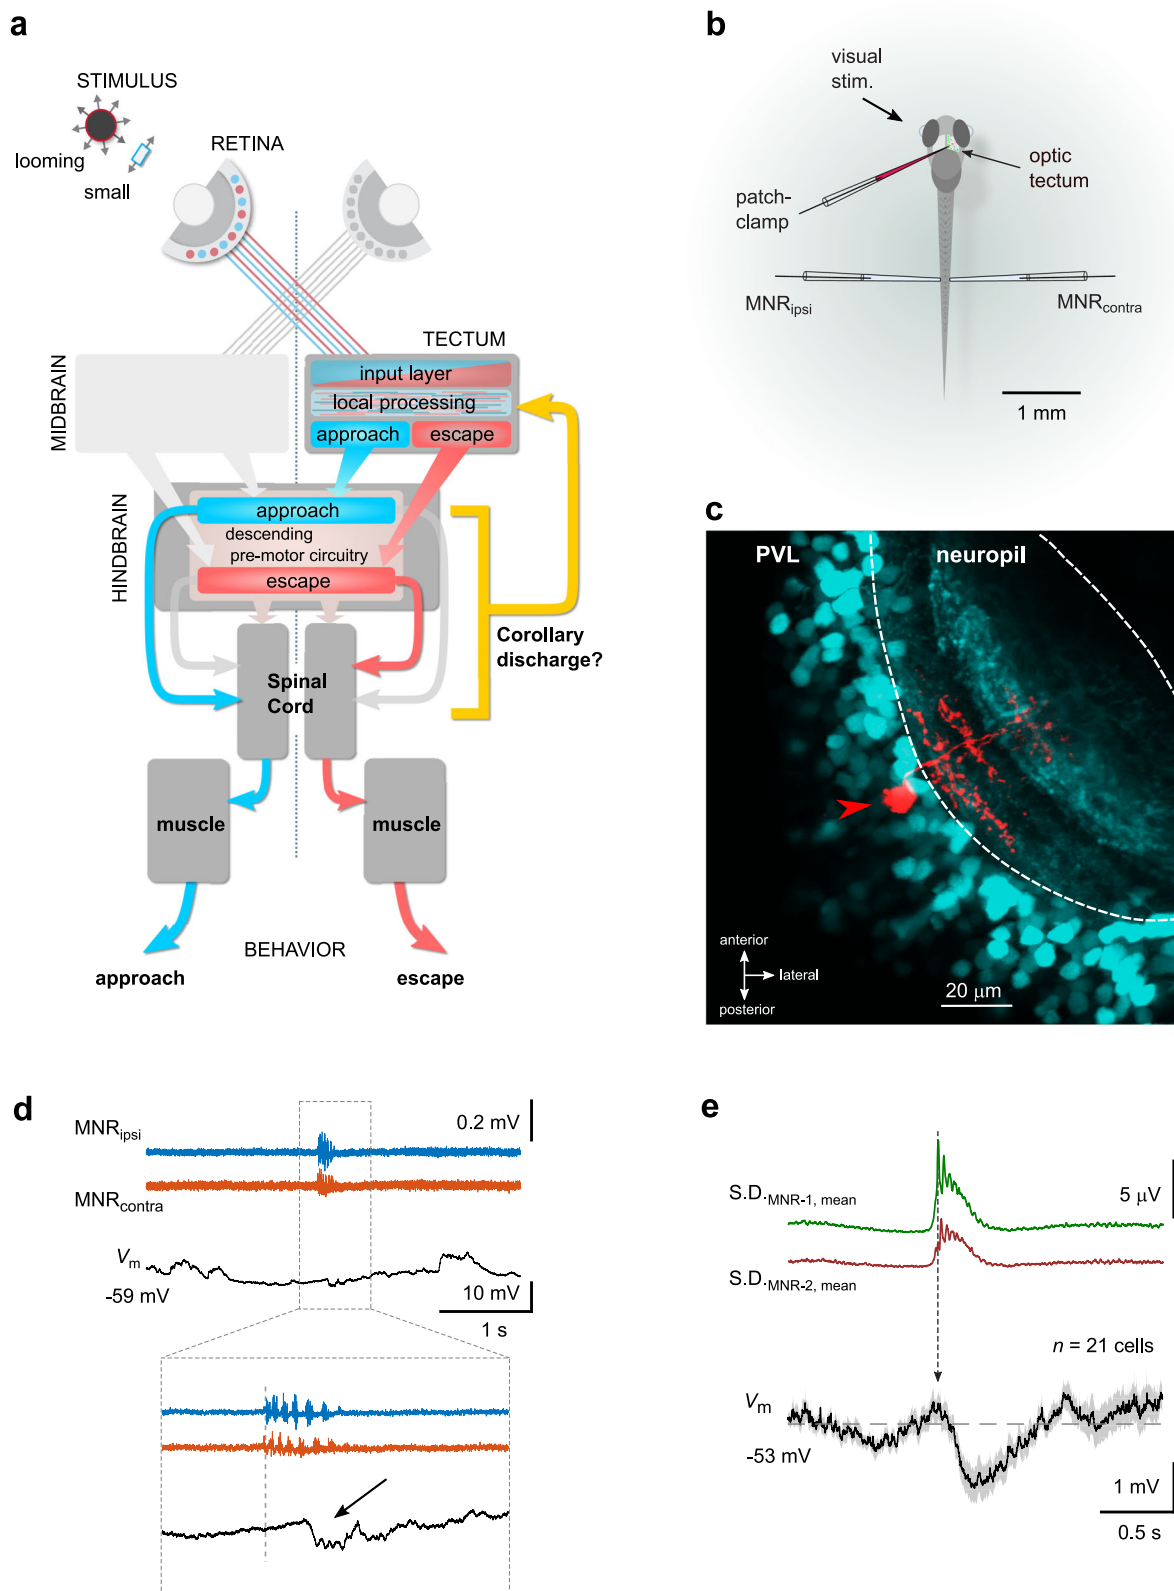 a
STIMULUS
looming
small
RETINA
TECTUM
MIDBRAIN
input layer
local processing
approach
escape
HINDBRAIN
approach
descending
pre-motor circuitry
escape
Corollary
discharge?
Spinal
Cord
muscle
muscle
BEHAVIOR
approach
escape
b
visual
stim.
optic
tectum
patch-
clamp
MNRipsi
MNRcontra
1 mm
c
PVL
neuropil
anterior
lateral
posterior
20 μm
d
MNRipsi
0.2 mV
MNRcontra
Vm
-59 mV
10 mV
1 s
e
S.D.MNR-1, mean
5 μV
S.D.MNR-2, mean
n = 21 cells
Vm
-53 mV
1 mV
0.5 s